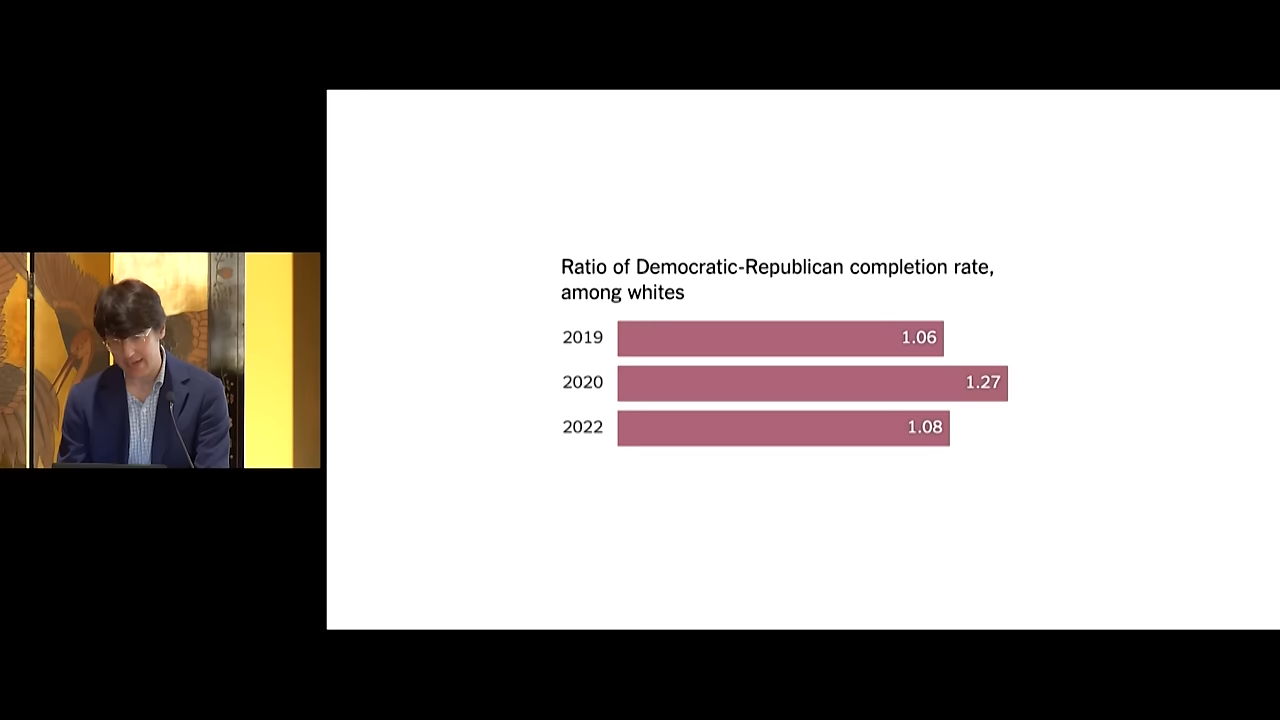 Ratio of Democratic-Republican completion rate,
among whites
2019 1.06
2020 1.27
2022 1.08